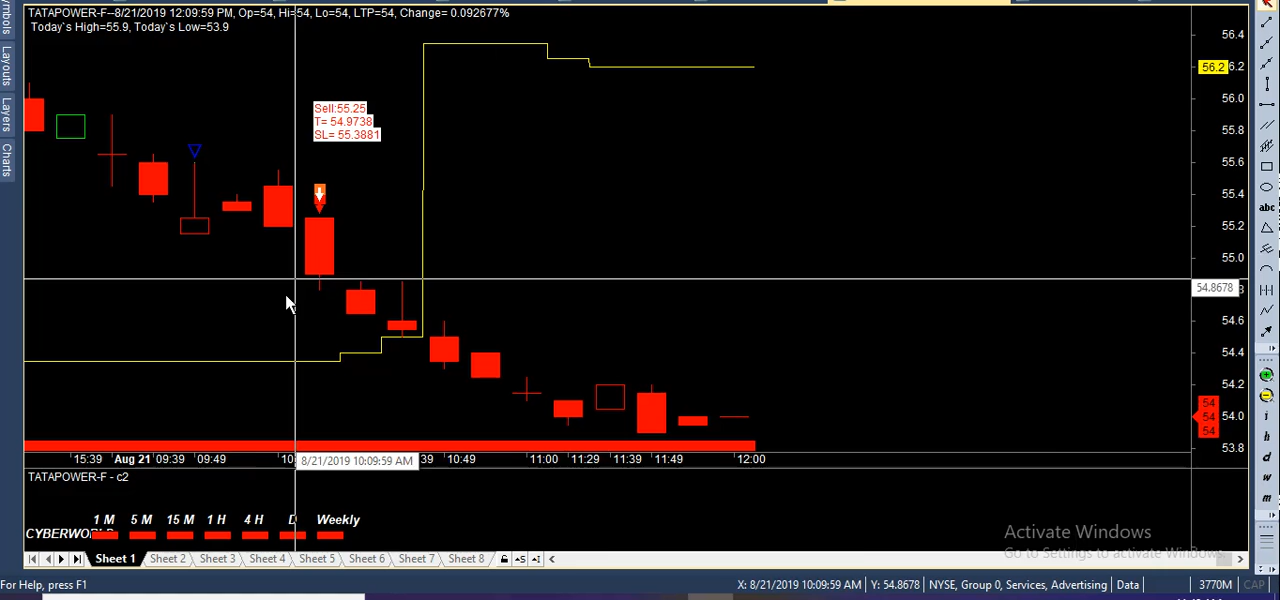 TATAPOWER-F--8/21/2019 12:09:59 PM, Op=54, Hi=54, Lo=54, LTP=54, Change= 0.092677%
Today`s High=55.9, Today`s Low=53.9
Symbols
Layouts
Layers
Charts
Sell:55.25
T= 54.9738
SL= 55.3881
56.4
56.2
56.0
55.8
55.6
55.4
55.2
55.0
54.8678
54.6
54.4
54.2
54.0
54
54
54
53.8
abc
i
h
d
w
m
15:39 Aug 21 09:39 09:49 8/21/2019 10:09:59 AM 10:49 11:00 11:29 11:39 11:49 12:00
TATAPOWER-F - c2
1 M 5 M 15 M 1 H 4 H D Weekly
Activate Windows
Go to Settings to activate Windows.
Sheet 1 Sheet 2 Sheet 3 Sheet 4 Sheet 5 Sheet 6 Sheet 7 Sheet 8
For Help, press F1
X: 8/21/2019 10:09:59 AM Y: 54.8678 NYSE, Group 0, Services, Advertising Data 3770M CAP